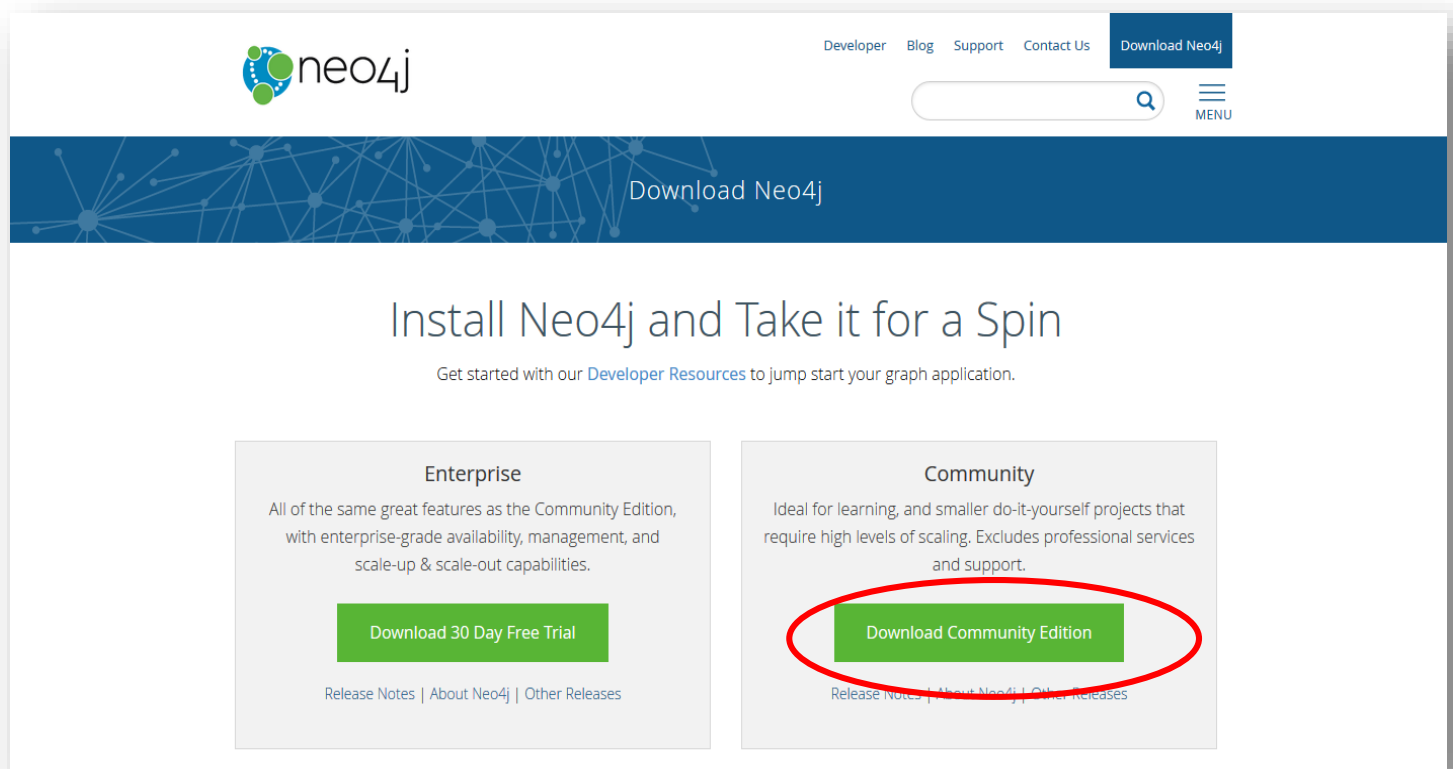 neo4j
Developer Blog Support Contact Us Download Neo4j
MENU
Download Neo4j
Install Neo4j and Take it for a Spin
Get started with our Developer Resources to jump start your graph application.
Enterprise
All of the same great features as the Community Edition,
with enterprise-grade availability, management, and
scale-up & scale-out capabilities.
Download 30 Day Free Trial
Release Notes | About Neo4j | Other Releases
Community
Ideal for learning, and smaller do-it-yourself projects that
require high levels of scaling. Excludes professional services
and support.
Download Community Edition
Release Notes | About Neo4j | Other Releases